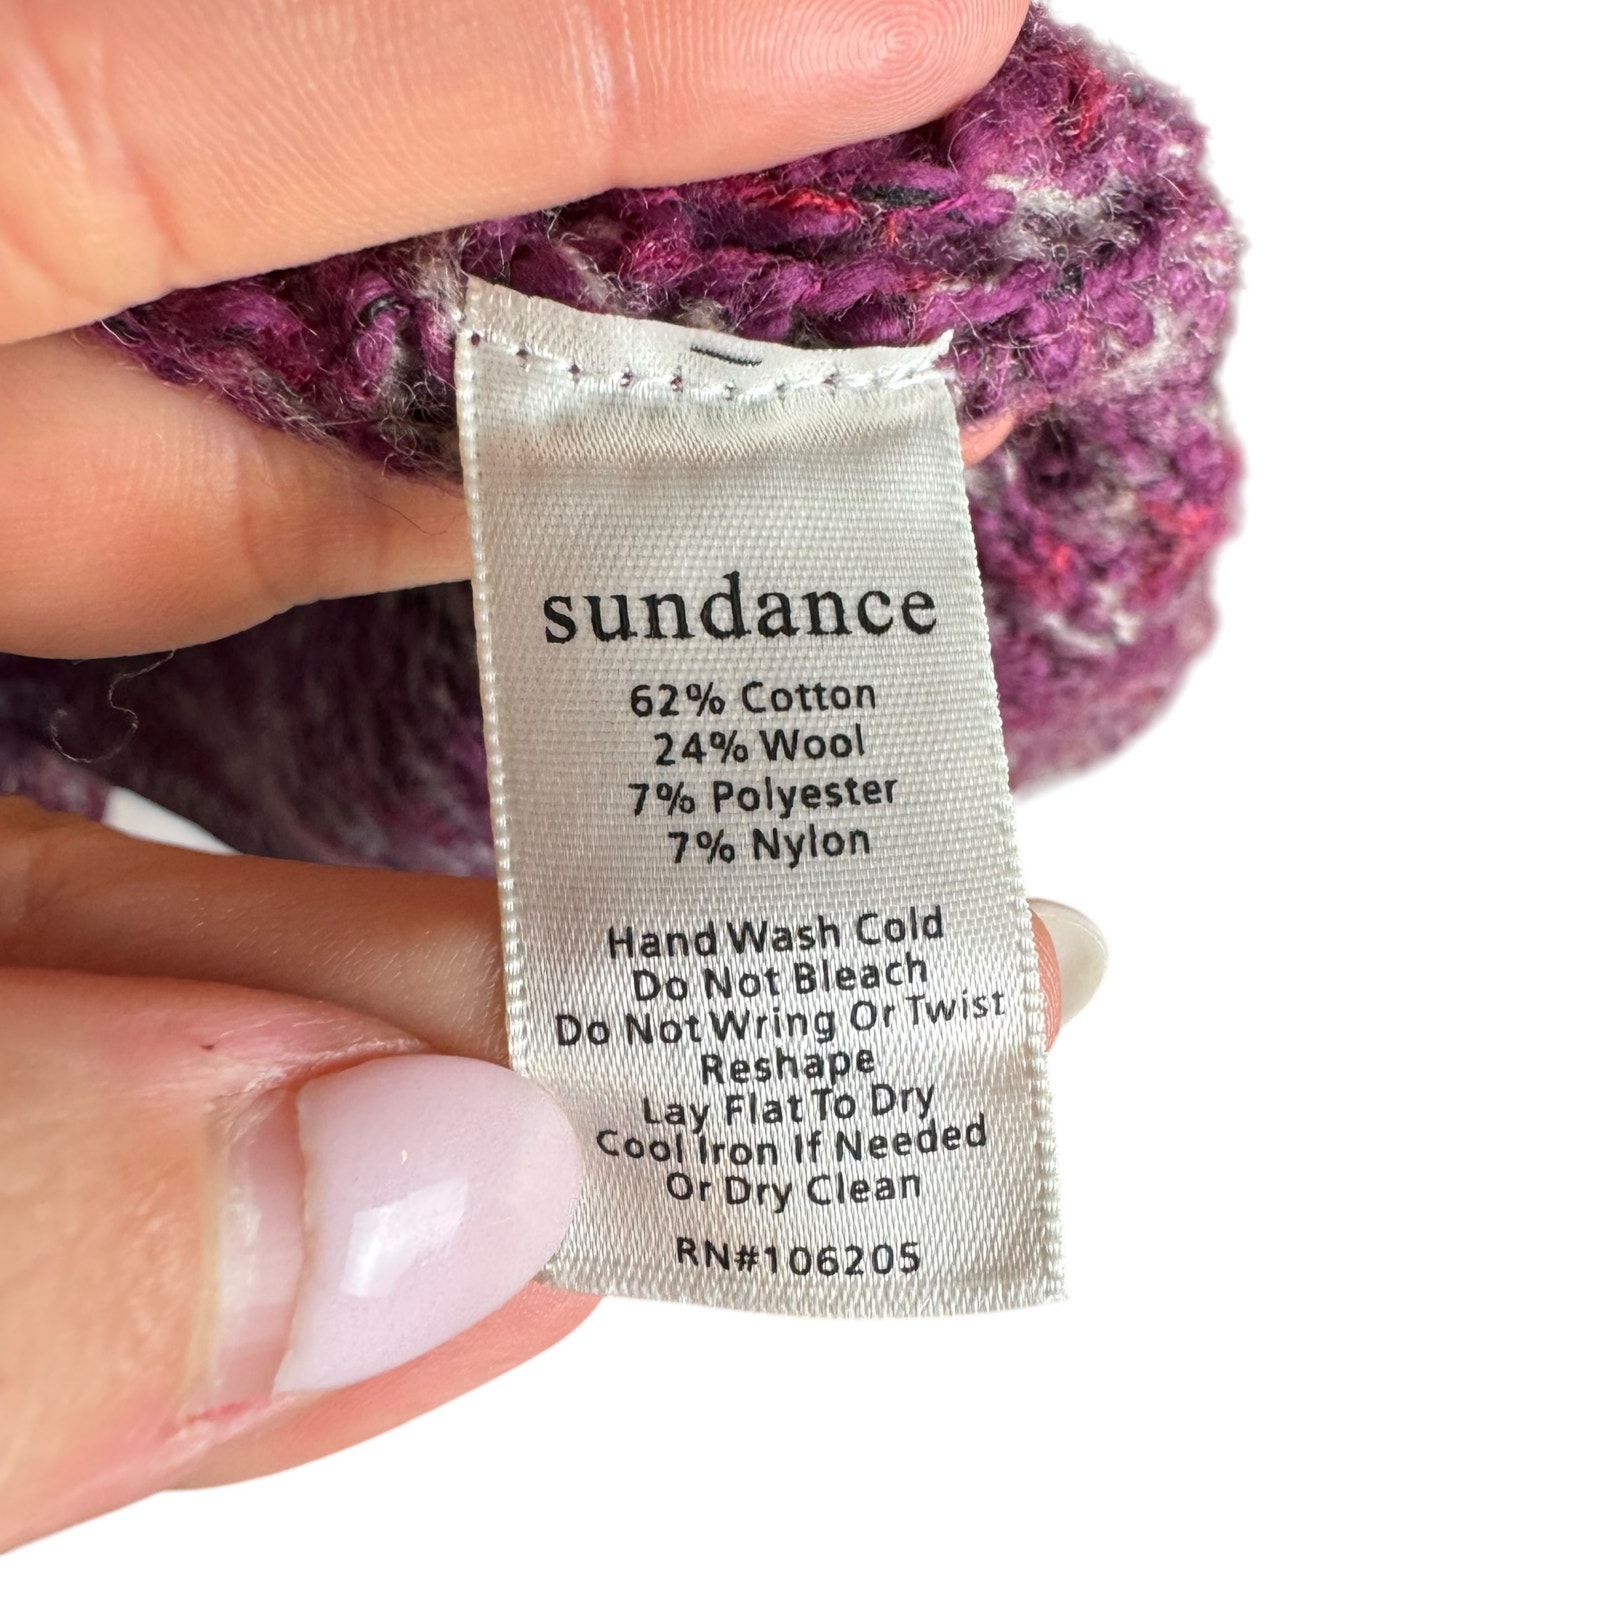 sundance
62% Cotton
24% Wool
7% Polyester
7% Nylon
Hand Wash Cold
Do Not Bleach
Do Not Wring Or Twist
Reshape
Lay Flat To Dry
Cool Iron If Needed
Or Dry Clean
RN#106205